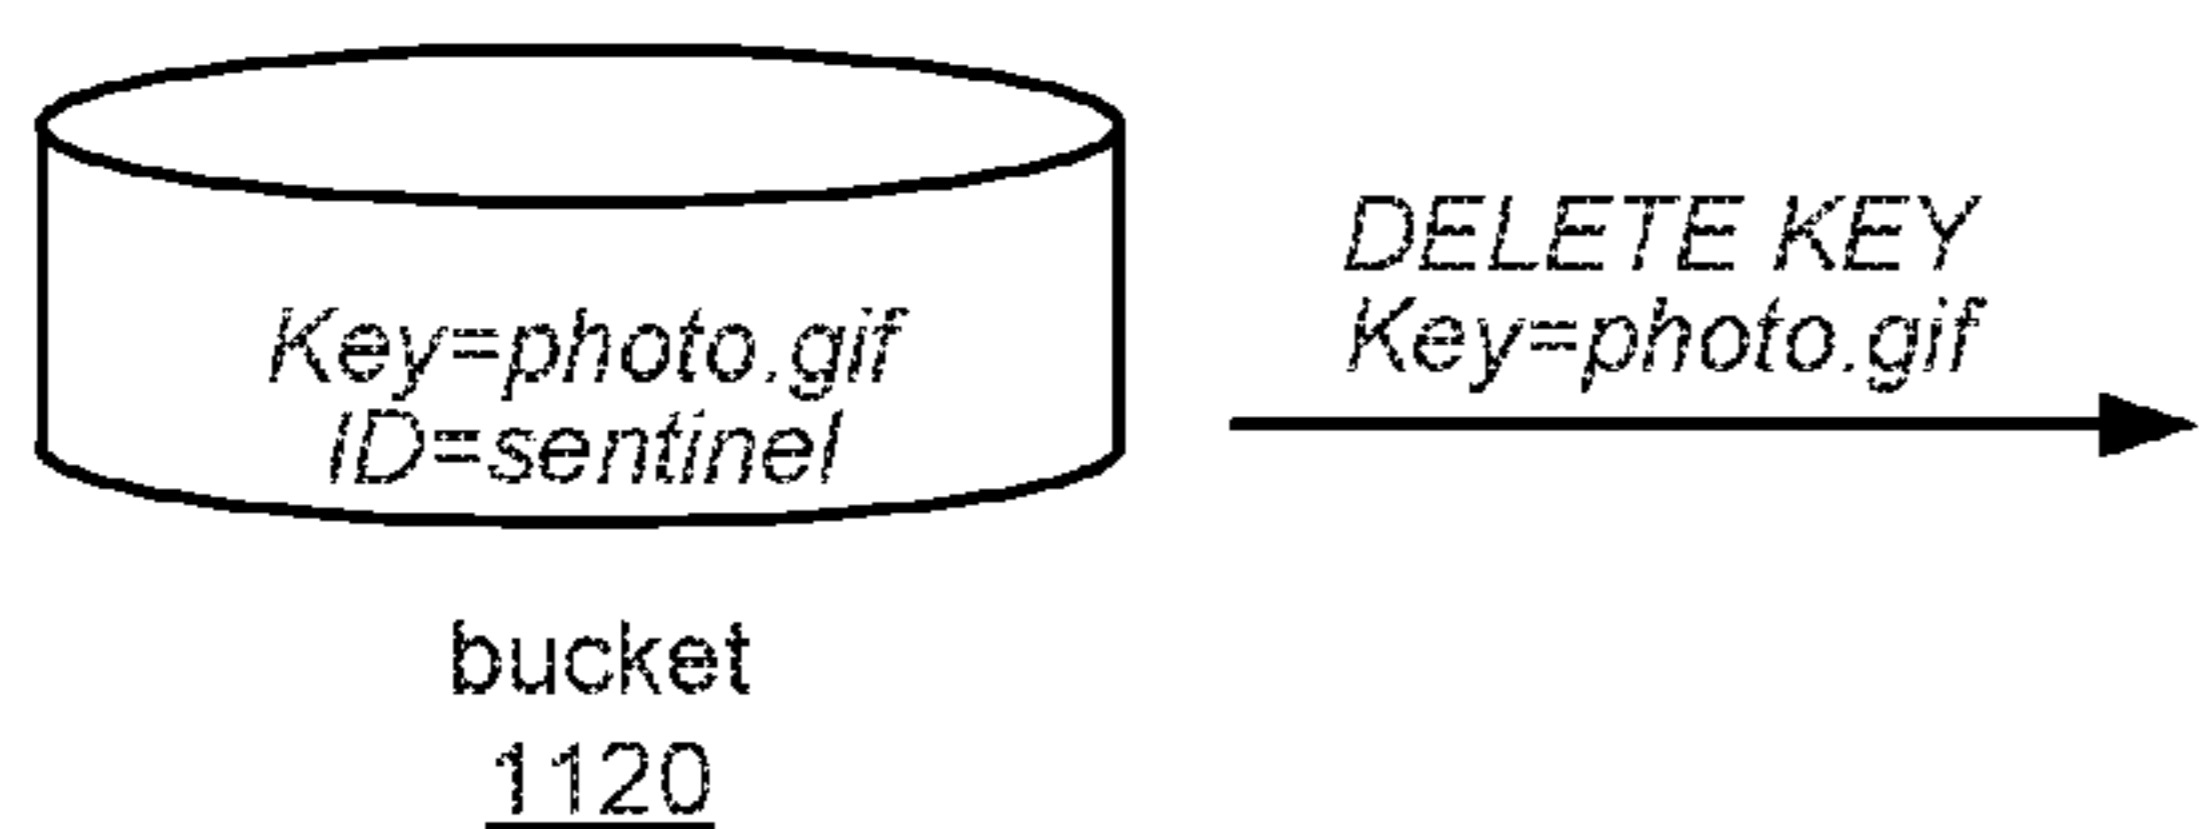 Key=photo.gif
ID=sentinel
bucket
1120
DELETE KEY
Key=photo.gif